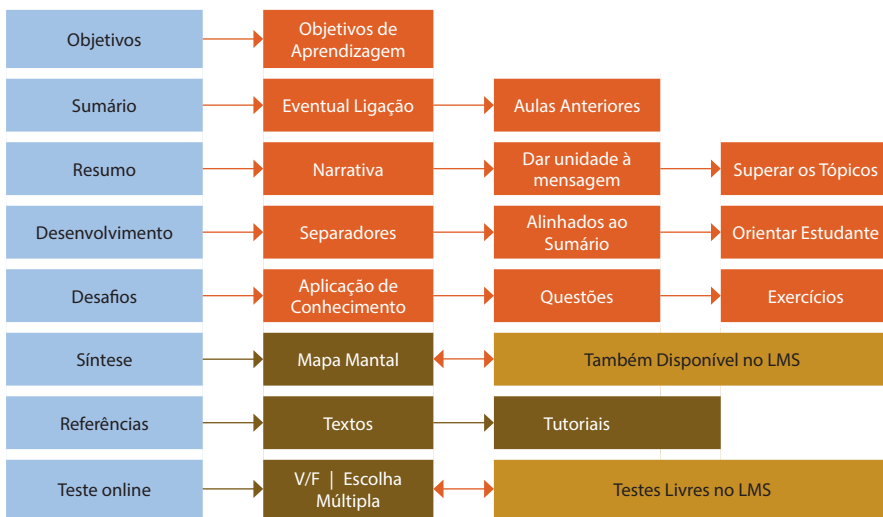 Objetivos
Objetivos de
Aprendizagem
Sumário
Eventual Ligação
Aulas Anteriores
Resumo
Narrativa
Dar unidade à
mensagem
Superar os Tópicos
Desenvolvimento
Separadores
Alinhados ao
Sumário
Orientar Estudante
Desafios
Aplicação de
Conhecimento
Questões
Exercícios
Síntese
Mapa Mantal
Também Disponível no LMS
Referências
Textos
Tutoriais
Teste online
V/F | Escolha
Múltipla
Testes Livres no LMS